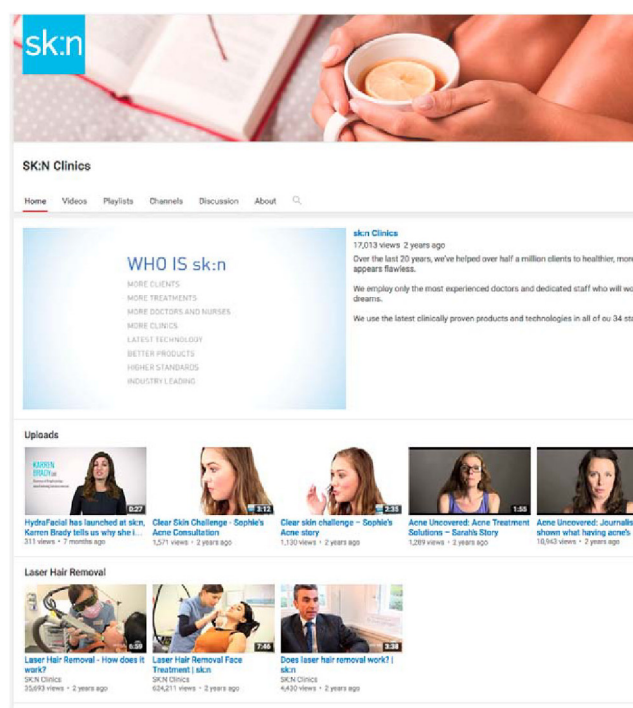 sk:n
SK:N Clinics
Home Videos Playlists Channels Discussion About
sk:n Clinics
17,013 views 2 years ago
Over the last 20 years, we've helped over half a million clients to healthier, mor
appears flawless.
We employ only the most experienced doctors and dedicated staff who will wo
dreams.
We use the latest clinically proven products and technologies in all of ou 34 sta
WHO IS sk:n
MORE CLIENTS
MORE TREATMENTS
MORE DOCTORS AND NURSES
MORE CLINICS
LATEST TECHNOLOGY
BETTER PRODUCTS
HIGHER STANDARDS
INDUSTRY LEADING
Uploads
KARREN
BRADY
0:27
3:12
2:35
1:55
HydraFacial has launched at sk:n,
Karren Brady tells us why she i...
311 views • 7 months ago
Clear Skin Challenge - Sophie's
Acne Consultation
1,571 views • 2 years ago
Clear skin challenge – Sophie's
Acne story
1,130 views • 2 years ago
Acne Uncovered: Acne Treatment
Solutions – Sarah's Story
1,289 views • 2 years ago
Acne Uncovered: Journalis
shown what having acne's
10,943 views • 2 years ago
Laser Hair Removal
6:59
7:46
3:38
Laser Hair Removal - How does it
work?
SK:N Clinics
35,693 views • 2 years ago
Laser Hair Removal Face
Treatment | sk:n
SK:N Clinics
624,211 views • 2 years ago
Does laser hair removal work? |
sk:n
SK:N Clinics
4,430 views • 2 years ago